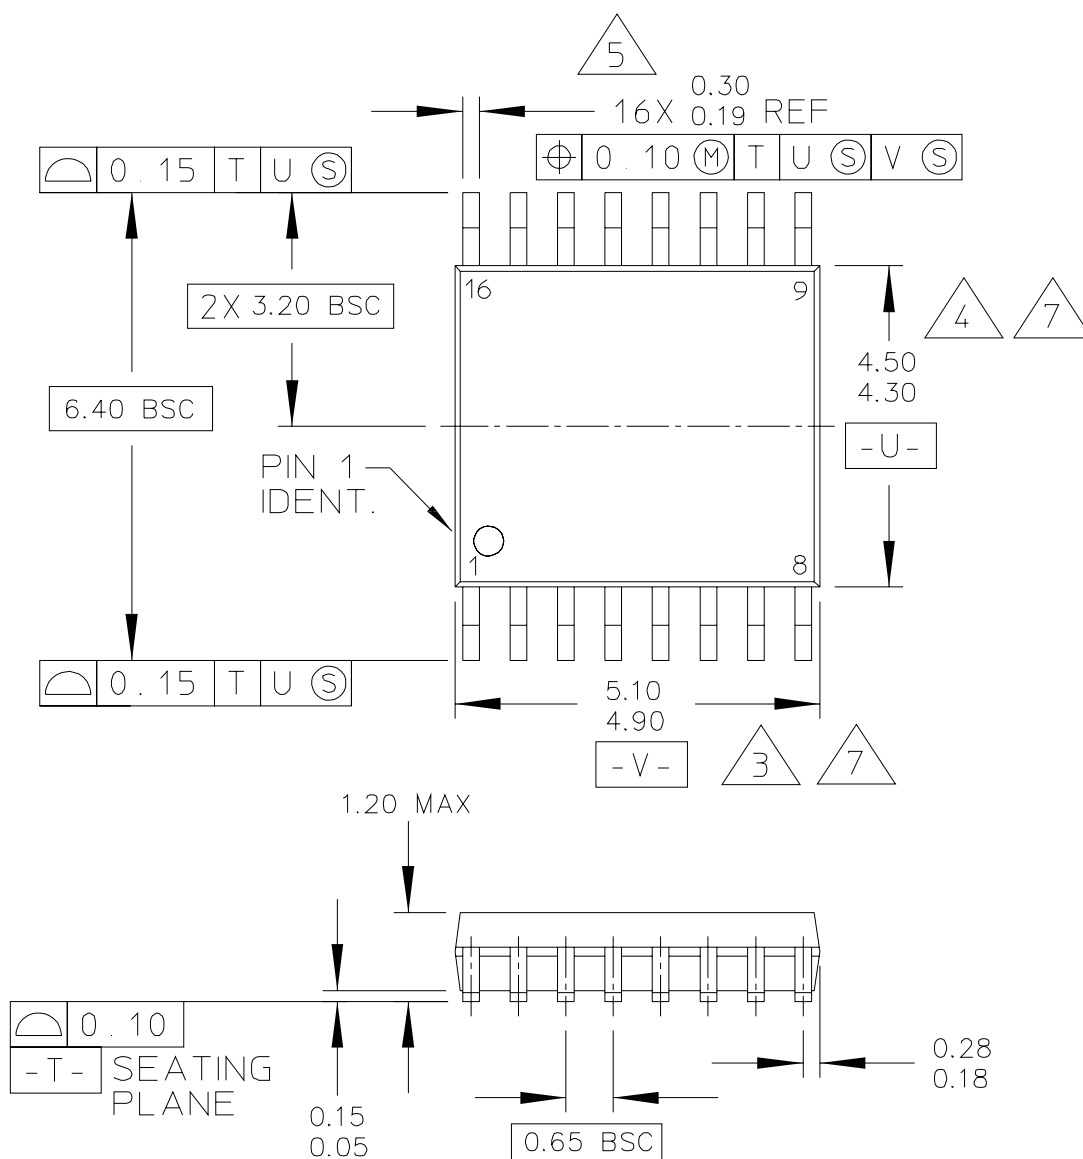 5
16X 0.30 REF
0.19
⌖ 0.10 Ⓜ T U Ⓢ V Ⓢ
⌓ 0.15 T U Ⓢ
16
9
2X 3.20 BSC
4
7
4.50
4.30
6.40 BSC
-U-
PIN 1
IDENT.
1
8
⌓ 0.15 T U Ⓢ
5.10
4.90
-V-
3
7
1.20 MAX
⌓ 0.10
-T- SEATING
PLANE
0.15
0.05
0.65 BSC
0.28
0.18